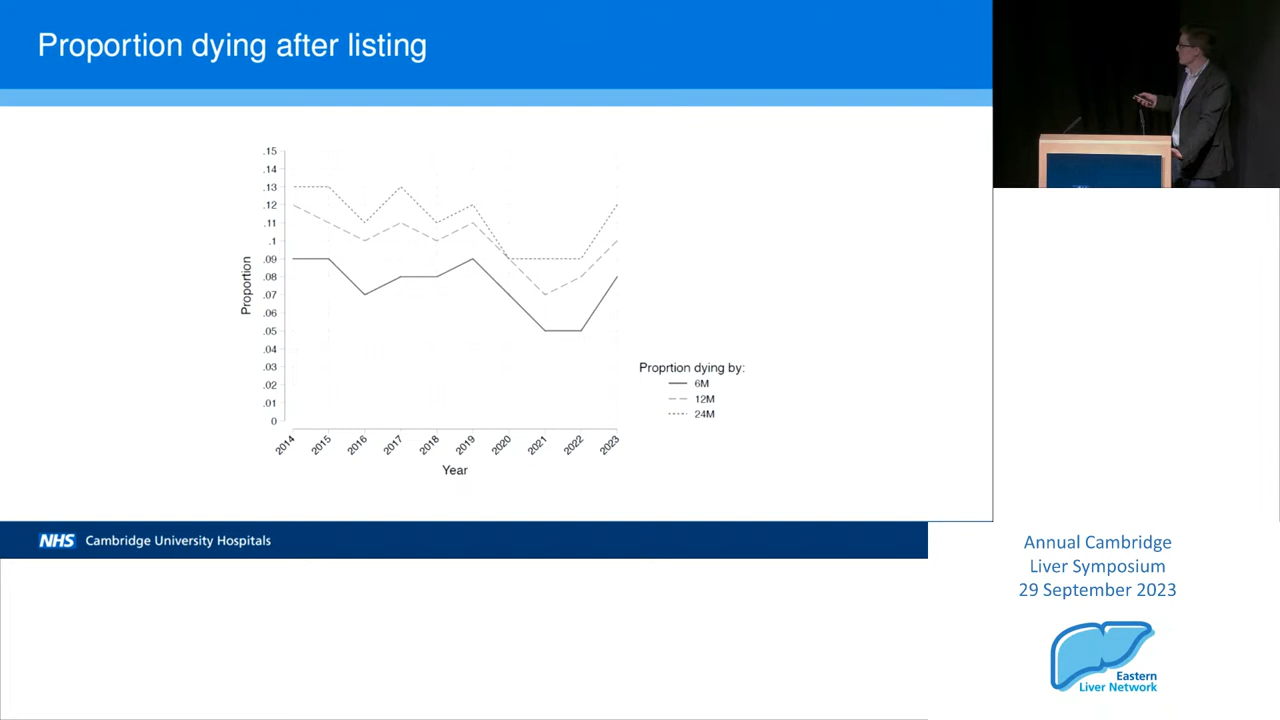 Proportion dying after listing
.15
.14
.13
.12
.11
.1
.09
.08
.07
.06
.05
.04
.03
.02
.01
0
Proportion
2014
2015
2016
2017
2018
2019
2020
2021
2022
2023
Year
Proprtion dying by:
6M
12M
24M
NHS Cambridge University Hospitals
Annual Cambridge
Liver Symposium
29 September 2023
Eastern
Liver Network